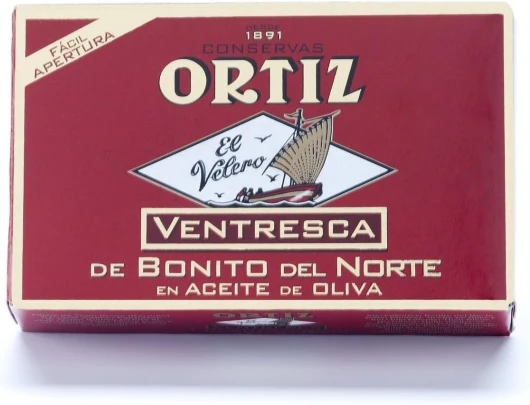 FÁCIL
APERTURA
DESDE
1891
CONSERVAS
ORTIZ
El
Velero
VENTRESCA
DE BONITO DEL NORTE
EN ACEITE DE OLIVA
ORTIZ